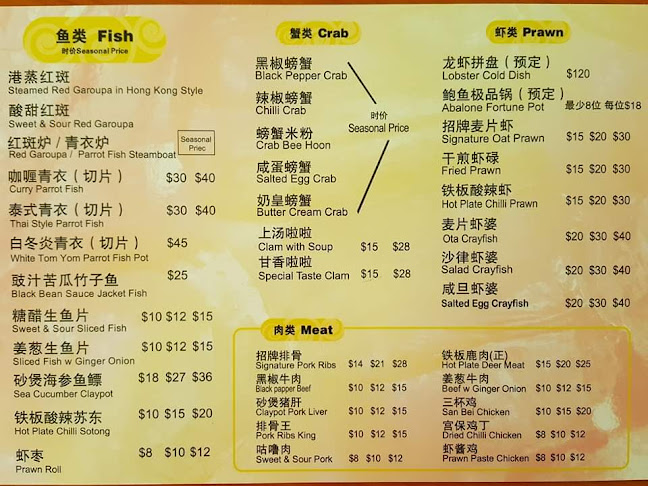 鱼类 Fish
时价Seasonal Price
港蒸红斑
Steamed Red Garoupa in Hong Kong Style
酸甜红斑
Sweet & Sour Red Garoupa
红斑炉 / 青衣炉
Red Garoupa / Parrot Fish Steamboat
Seasonal
Priec
咖喱青衣（切片） $30 $40
Curry Parrot Fish
泰式青衣（切片） $30 $40
Thai Style Parrot Fish
白冬炎青衣（切片） $45
White Tom Yom Parrot Fish Pot
豉汁苦瓜竹子鱼 $25
Black Bean Sauce Jacket Fish
糖醋生鱼片 $10 $12 $15
Sweet & Sour Sliced Fish
姜葱生鱼片 $10 $12 $15
Sliced Fish w Ginger Onion
砂煲海参鱼鳔 $18 $27 $36
Sea Cucumber Claypot
铁板酸辣苏东 $10 $15 $20
Hot Plate Chilli Sotong
虾枣 $8 $10 $12
Prawn Roll
蟹类 Crab
黑椒螃蟹
Black Pepper Crab
辣椒螃蟹
Chilli Crab
螃蟹米粉
Crab Bee Hoon
咸蛋螃蟹
Salted Egg Crab
奶皇螃蟹
Butter Cream Crab
时价
Seasonal Price
上汤啦啦
Clam with Soup $15 $28
甘香啦啦
Special Taste Clam $15 $28
虾类 Prawn
龙虾拼盘（预定）
Lobster Cold Dish $120
鲍鱼极品锅（预定）
Abalone Fortune Pot 最少8位 每位$18
招牌麦片虾
Signature Oat Prawn $15 $20 $30
干煎虾碌
Fried Prawn $15 $20 $30
铁板酸辣虾
Hot Plate Chilli Prawn $15 $20 $30
麦片虾婆
Ota Crayfish $20 $30 $40
沙律虾婆
Salad Crayfish $20 $30 $40
咸旦虾婆
Salted Egg Crayfish $20 $30 $40
肉类 Meat
招牌排骨
Signature Pork Ribs $14 $21 $28
黑椒牛肉
Black papper Beef $10 $12 $15
砂煲猪肝
Claypot Pork Liver $10 $12 $15
排骨王
Pork Ribs King $10 $12 $15
咕噜肉
Sweet & Sour Pork $8 $10 $12
铁板鹿肉(正)
Hot Plate Deer Meat $15 $20 $25
姜葱牛肉
Beef w Ginger Onion $10 $12 $15
三杯鸡
San Bei Chicken $10 $15 $20
宫保鸡丁
Dried Chilli Chicken $8 $10 $12
虾酱鸡
Prawn Paste Chicken $8 $10 $12